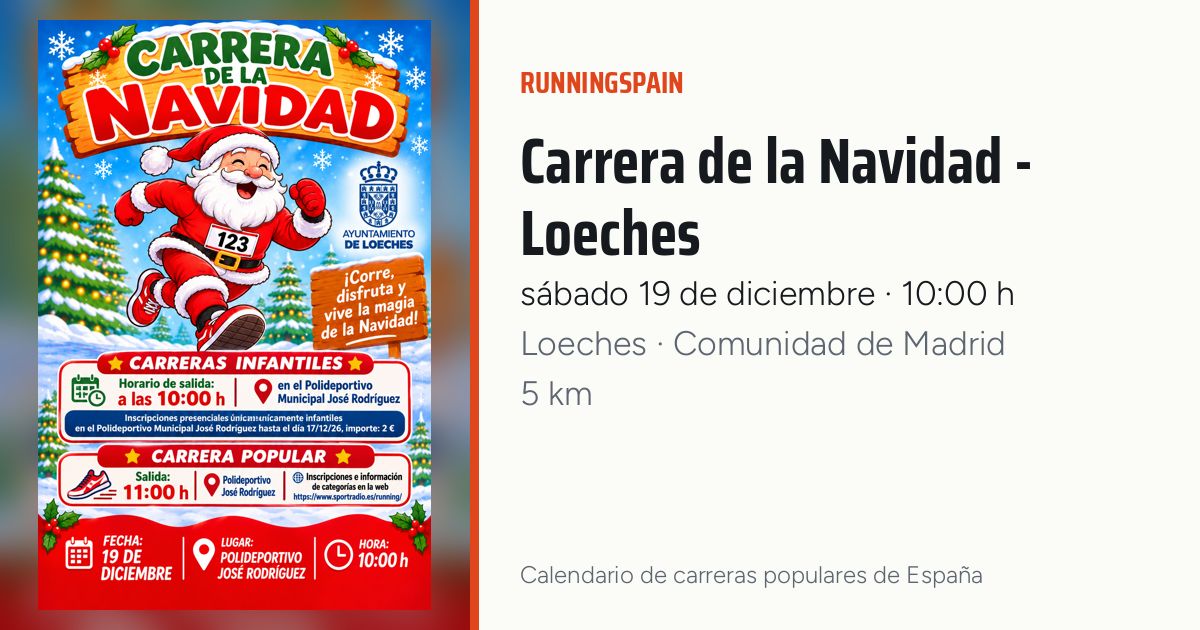 CARRERA
DE LA
NAVIDAD
123
AYUNTAMIENTO
DE LOECHES
¡Corre,
disfruta y
vive la magia
de la Navidad!
CARRERAS INFANTILES
Horario de salida:
a las 10:00 h
en el Polideportivo
Municipal José Rodríguez
Inscripciones presenciales infantiles
en el Polideportivo Municipal José Rodríguez hasta el día 17/12/26, importe: 2 €
CARRERA POPULAR
Salida:
11:00 h
Polideportivo
José Rodríguez
Inscripciones e información
de categorías en la web
https://www.sportradio.es/running/
FECHA:
19 DE
DICIEMBRE
LUGAR:
POLIDEPORTIVO
JOSÉ RODRÍGUEZ
HORA:
10:00 h
RUNNINGSPAIN
Carrera de la Navidad -
Loeches
sábado 19 de diciembre · 10:00 h
Loeches · Comunidad de Madrid
5 km
Calendario de carreras populares de España